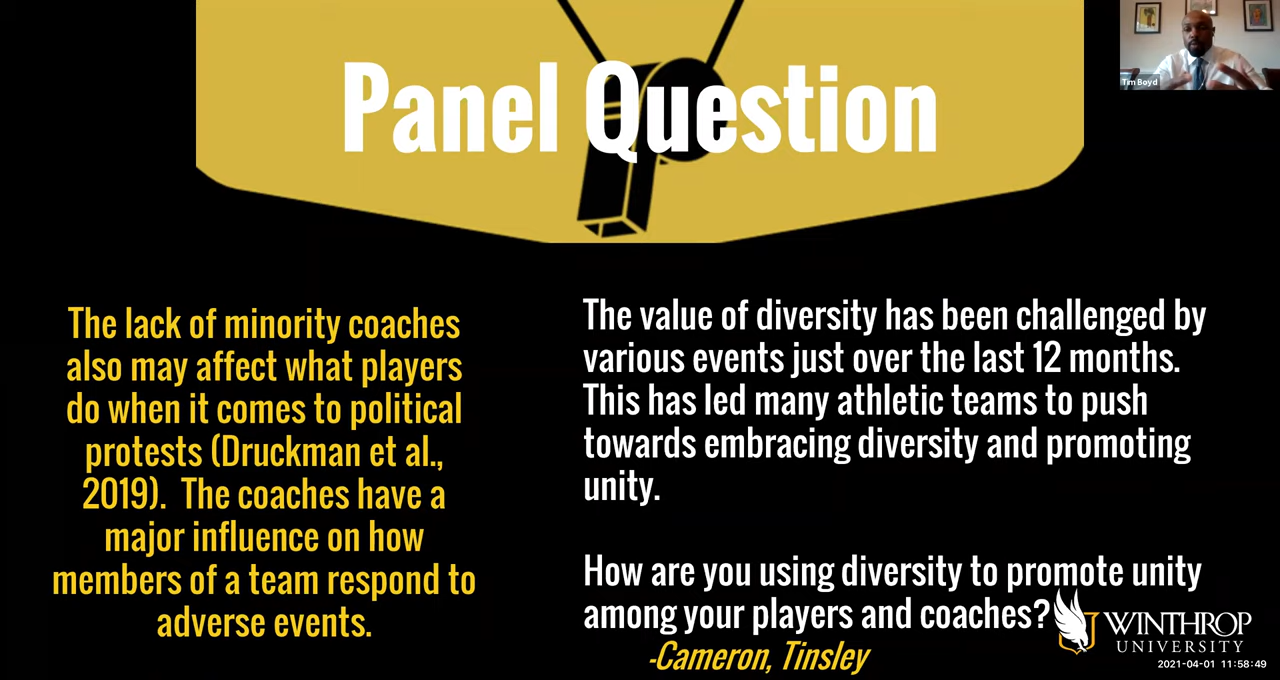 Panel Question
Tim Boyd
The lack of minority coaches
also may affect what players
do when it comes to political
protests (Druckman et al.,
2019).  The coaches have a
major influence on how
members of a team respond to
adverse events.
The value of diversity has been challenged by
various events just over the last 12 months.
This has led many athletic teams to push
towards embracing diversity and promoting
unity.
How are you using diversity to promote unity
among your players and coaches?
-Cameron, Tinsley
WINTHROP
UNIVERSITY
2021-04-01 11:58:49